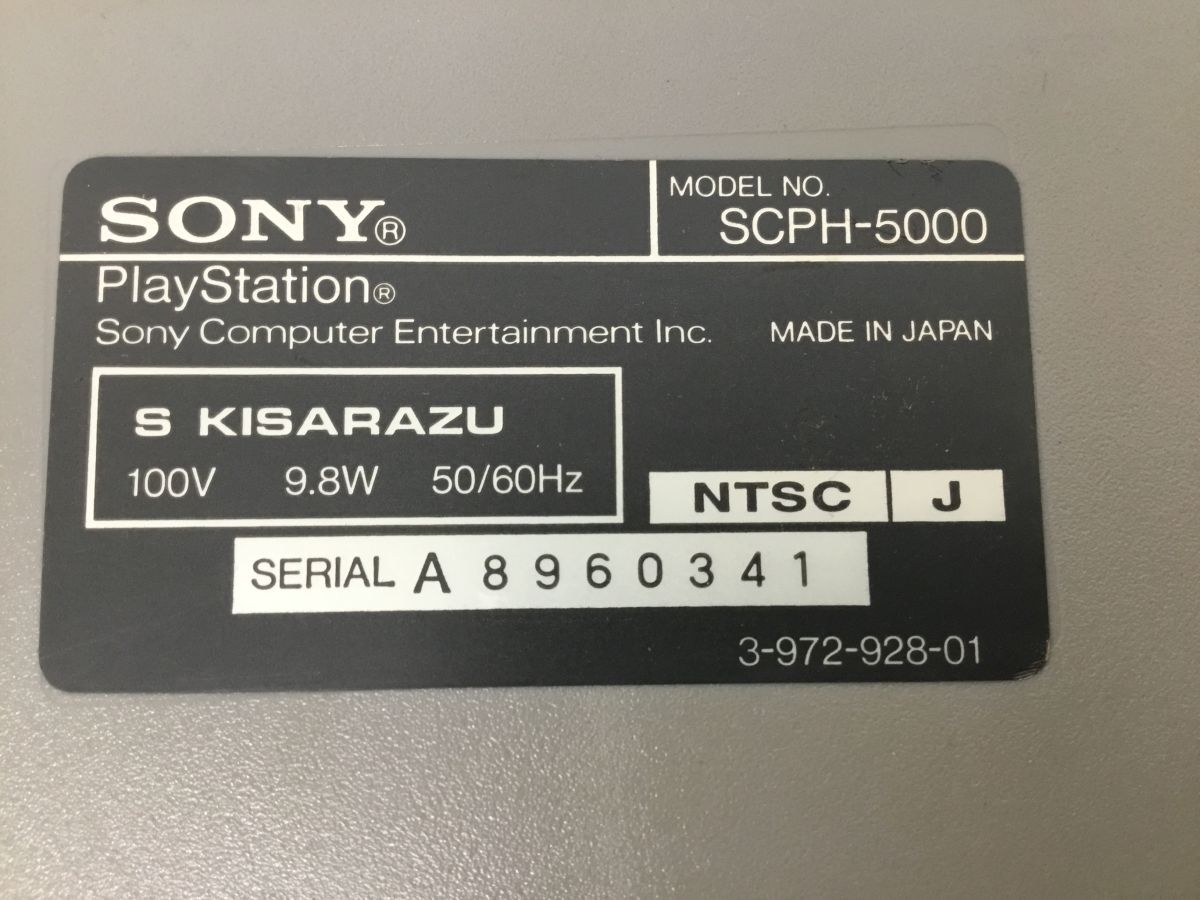 SONY®
MODEL NO.
SCPH-5000
PlayStation®
Sony Computer Entertainment Inc. MADE IN JAPAN
S KISARAZU
100V 9.8W 50/60Hz
NTSC J
SERIAL A 8960341
3-972-928-01